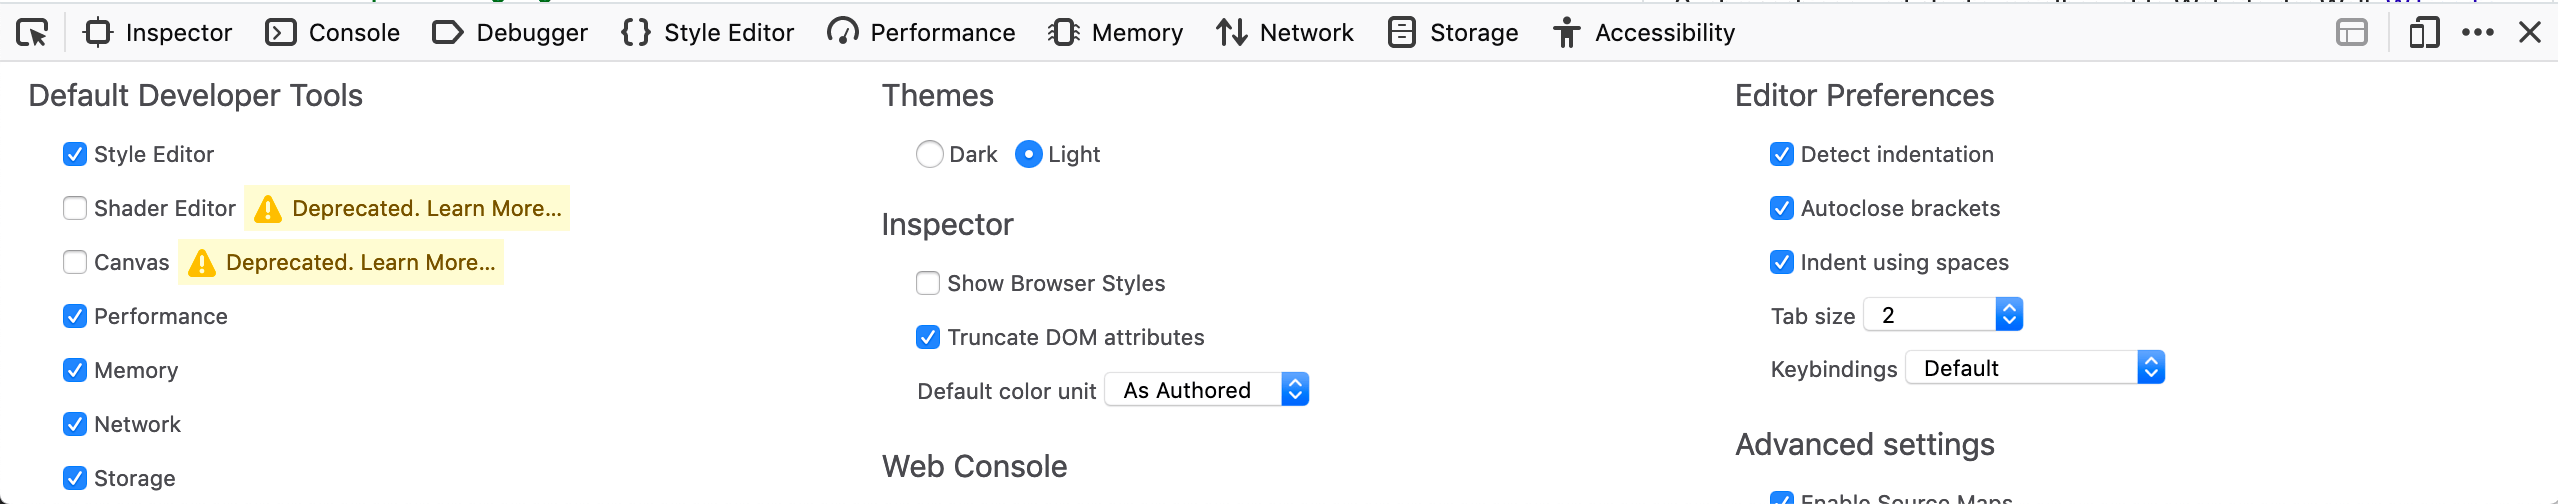 Inspector Console Debugger Style Editor Performance Memory Network Storage Accessibility
Default Developer Tools
Style Editor
Shader Editor Deprecated. Learn More...
Canvas Deprecated. Learn More...
Performance
Memory
Network
Storage
Themes
Dark Light
Inspector
Show Browser Styles
Truncate DOM attributes
Default color unit As Authored
Web Console
Editor Preferences
Detect indentation
Autoclose brackets
Indent using spaces
Tab size 2
Keybindings Default
Advanced settings
Enable Source Maps